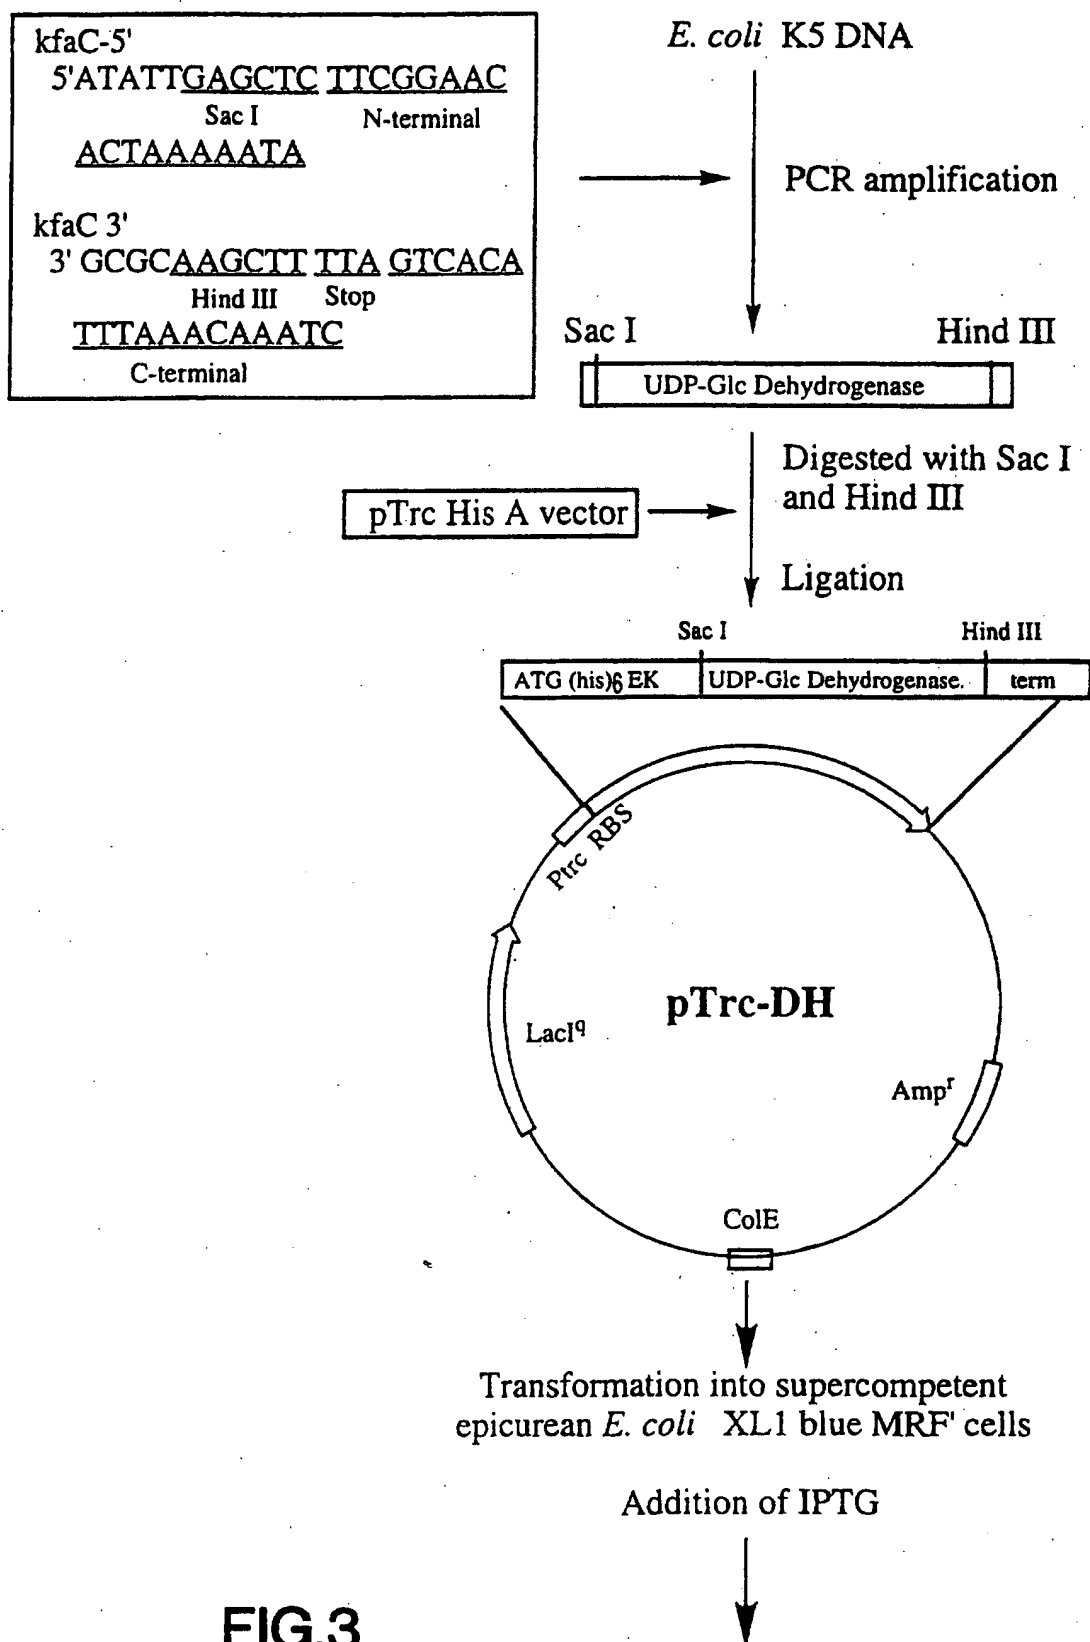 kfaC-5'
5'ATATTGAGCTC TTCGGAAC
Sac I N-terminal
ACTAAAAATA
kfaC 3'
3' GCGCAAGCTT TTA GTCACA
Hind III Stop
TTTAAACAAATC
C-terminal
E. coli K5 DNA
PCR amplification
Sac I Hind III
UDP-Glc Dehydrogenase
Digested with Sac I
and Hind III
pTrc His A vector
Ligation
Sac I Hind III
ATG (his)6 EK UDP-Glc Dehydrogenase. term
Ptrc RBS
pTrc-DH
LacIq
Ampr
ColE
Transformation into supercompetent
epicurean E. coli XL1 blue MRF' cells
Addition of IPTG
FIG.3